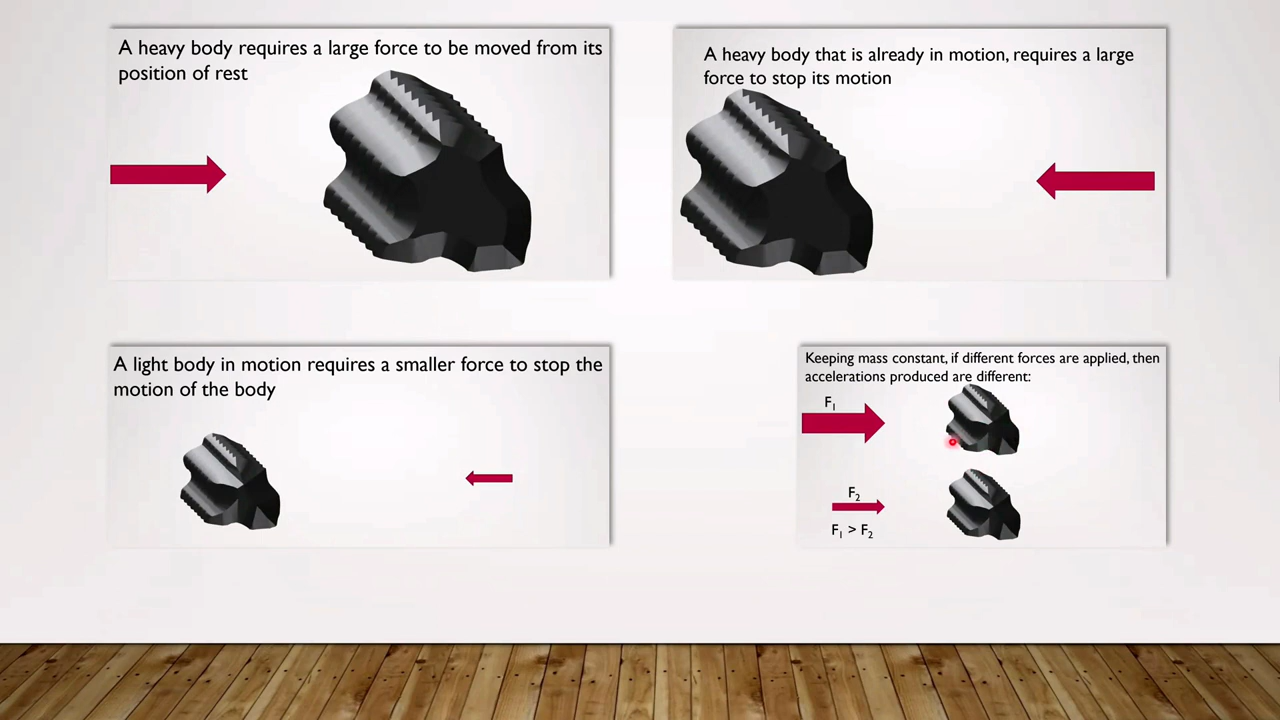 A heavy body requires a large force to be moved from its
position of rest
A heavy body that is already in motion, requires a large
force to stop its motion
A light body in motion requires a smaller force to stop the
motion of the body
Keeping mass constant, if different forces are applied, then
accelerations produced are different:
F₁
F₂
F₁ > F₂